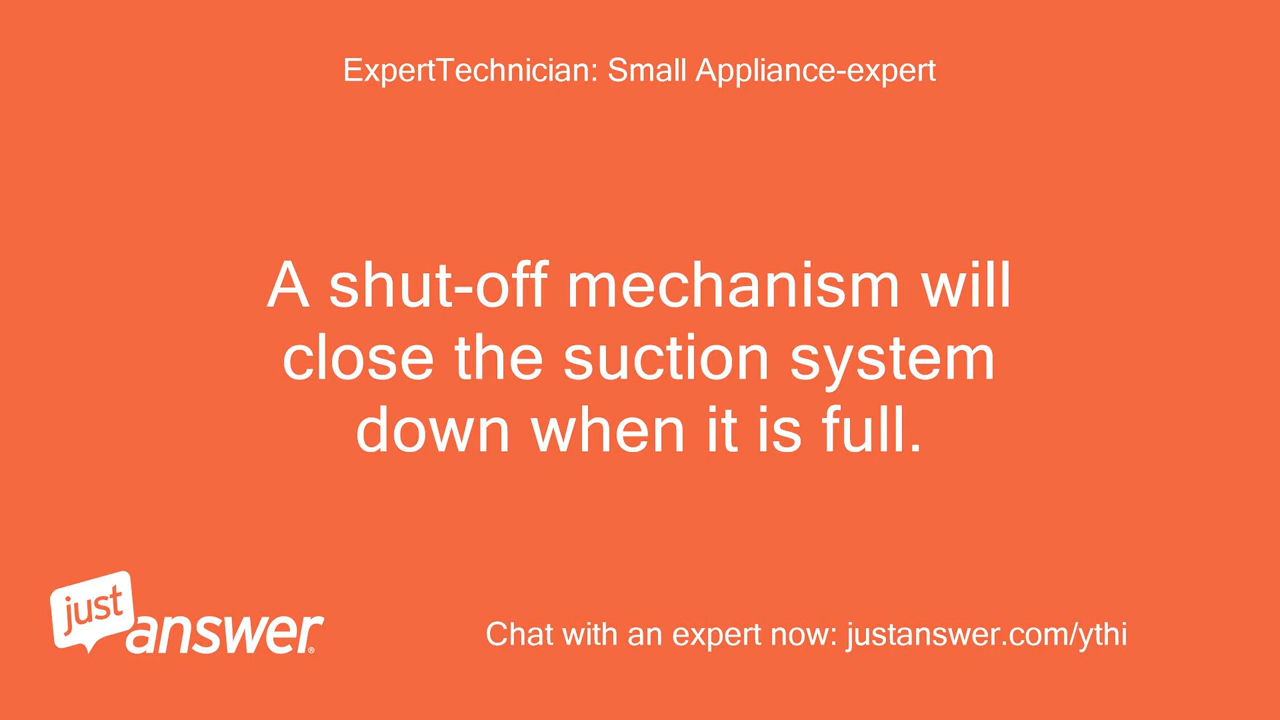 ExpertTechnician: Small Appliance-expert
A shut-off mechanism will
close the suction system
down when it is full.
just
answer®
Chat with an expert now: justanswer.com/ythi